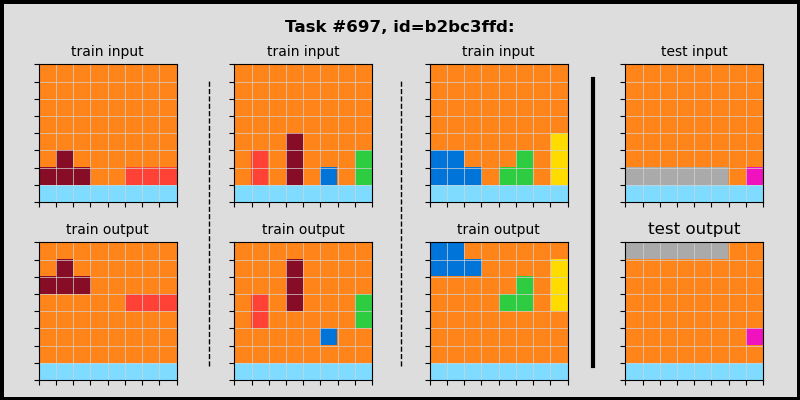 Task #697, id=b2bc3ffd:
train input
train input
train input
test input
train output
train output
train output
test output